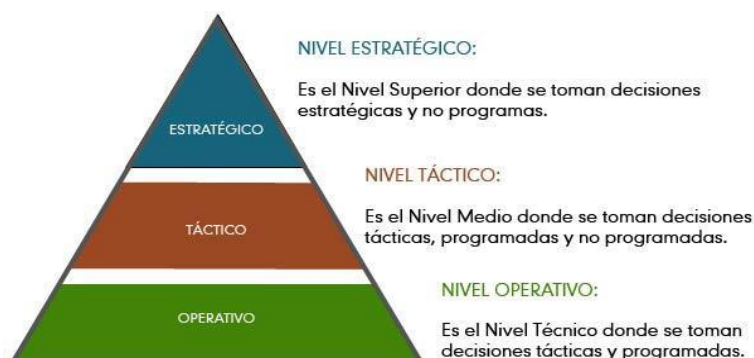 NIVEL ESTRATÉGICO:
Es el Nivel Superior donde se toman decisiones
estratégicas y no programas.
ESTRATÉGICO
NIVEL TÁCTICO:
Es el Nivel Medio donde se toman decisiones
tácticas, programadas y no programadas.
TÁCTICO
NIVEL OPERATIVO:
Es el Nivel Técnico donde se toman
decisiones tácticas y programadas.
OPERATIVO